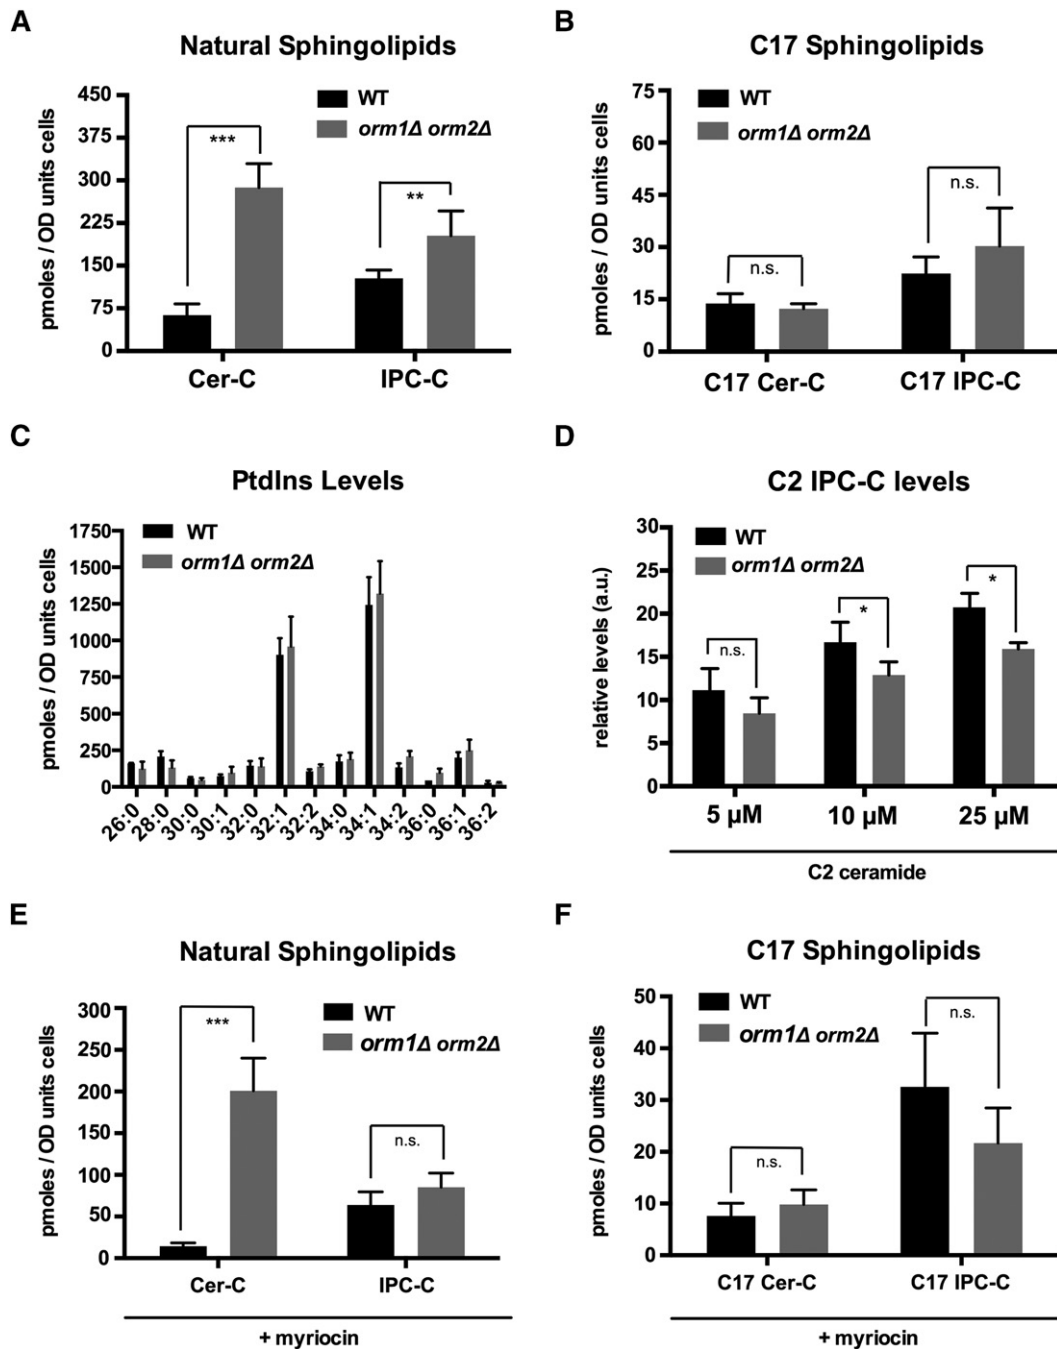 A
Natural Sphingolipids
450
375
300
225
150
75
0
pmoles / OD units cells
WT
orm1Δ orm2Δ
***
**
Cer-C
IPC-C
B
C17 Sphingolipids
75
60
45
30
15
0
pmoles / OD units cells
WT
orm1Δ orm2Δ
n.s.
n.s.
C17 Cer-C
C17 IPC-C
C
PtdIns Levels
1750
1500
1250
1000
750
500
250
0
pmoles / OD units cells
WT
orm1Δ orm2Δ
26:0
28:0
30:0
30:1
32:0
32:1
32:2
34:0
34:1
34:2
36:0
36:1
36:2
D
C2 IPC-C levels
30
25
20
15
10
5
0
relative levels (a.u.)
WT
orm1Δ orm2Δ
n.s.
*
*
5 μM
10 μM
25 μM
C2 ceramide
E
Natural Sphingolipids
300
250
200
150
100
50
0
pmoles / OD units cells
WT
orm1Δ orm2Δ
***
n.s.
Cer-C
IPC-C
+ myriocin
F
C17 Sphingolipids
50
40
30
20
10
0
pmoles / OD units cells
WT
orm1Δ orm2Δ
n.s.
n.s.
C17 Cer-C
C17 IPC-C
+ myriocin